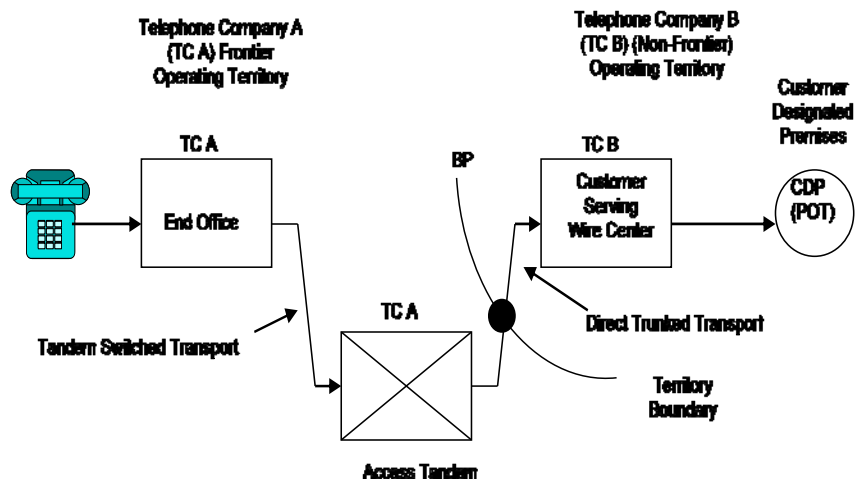 Telephone Company A
(TC A) Frontier
Operating Territory
Telephone Company B
(TC B) (Non-Frontier)
Operating Territory
Customer
Designated
Premises
TC A
End Office
BP
TC B
Customer
Serving
Wire Center
CDP
(POT)
TC A
Tandem Switched Transport
Direct Trunked Transport
Territory
Boundary
Access Tandem